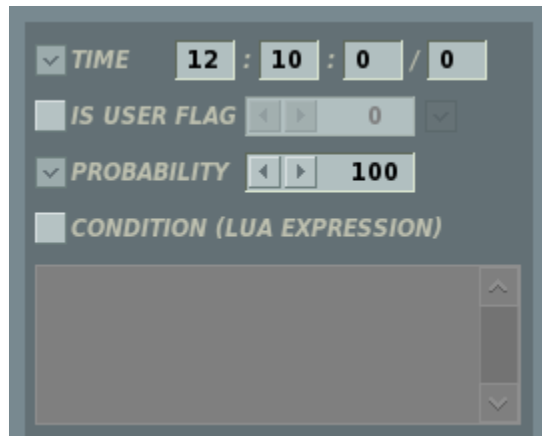 TIME 12 : 10 : 0 / 0
IS USER FLAG 0
PROBABILITY 100
CONDITION (LUA EXPRESSION)